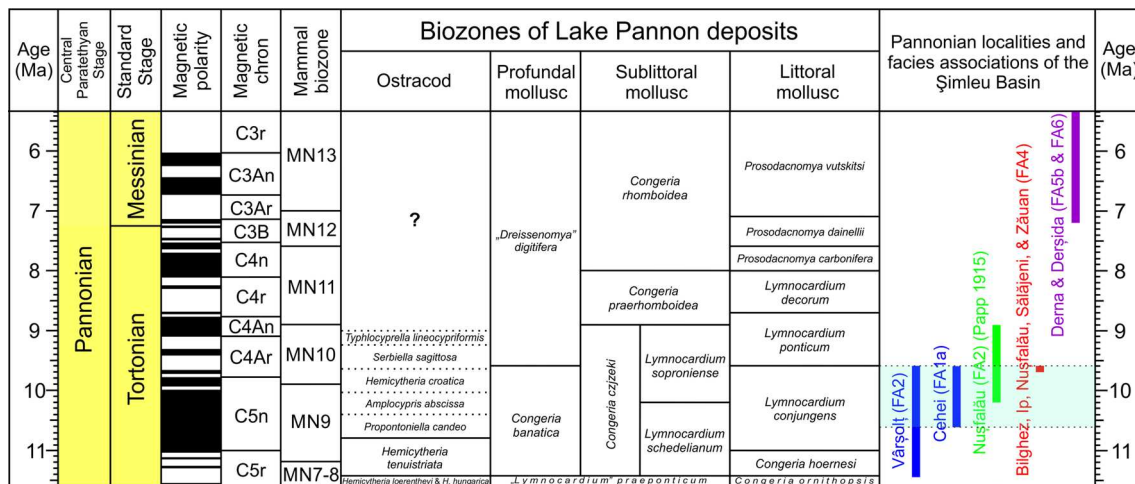 Age
(Ma)
Central
Paratethyan
Stage
Standard
Stage
Magnetic
polarity
Magnetic
chron
Mammal
biozone
Biozones of Lake Pannon deposits
Ostracod
Profundal
mollusc
Sublittoral
mollusc
Littoral
mollusc
Pannonian localities and
facies associations of the
Şimleu Basin
Age
(Ma)
6
7
8
9
10
11
Pannonian
Messinian
Tortonian
C3r
C3An
C3Ar
C3B
C4n
C4r
C4An
C4Ar
C5n
C5r
MN13
MN12
MN11
MN10
MN9
MN7-8
?
Typhlocyprella lineocypriformis
Serbiella sagittosa
Hemicytheria croatica
Amplocypris abscissa
Propontoniella candeo
Hemicytheria
tenuistriata
Hemicytheria loerentheyi & H. hungarica
„Dreissenomya”
digitifera
Congeria
banatica
„Lymnocardium” praeponticum
Congeria
rhomboidea
Congeria
praerhomboidea
Congeria czjzeki
Lymnocardium
soproniense
Lymnocardium
schedelianum
Prosodacnomya vutskitsi
Prosodacnomya dainellii
Prosodacnomya carbonifera
Lymnocardium
decorum
Lymnocardium
ponticum
Lymnocardium
conjungens
Congeria hoernesi
Congeria ornithopsis
Vârşolţ (FA2)
Cehei (FA1a)
Nuşfalău (FA2) (Papp 1915)
Bilghez, Ip, Nuşfalău, Sălăjeni, & Zăuan (FA4)
Derna & Derşida (FA5b & FA6)
6
7
8
9
10
11